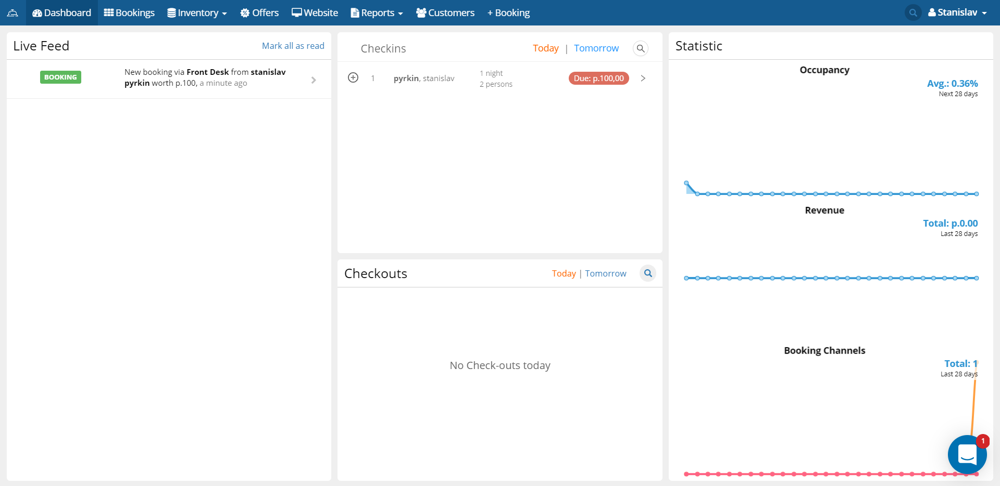 Dashboard Bookings Inventory Offers Website Reports Customers + Booking Stanislav
Live Feed Mark all as read
BOOKING
New booking via Front Desk from stanislav
pyrkin worth p.100, a minute ago
Checkins Today | Tomorrow
1 pyrkin, stanislav
1 night
2 persons
Due: p.100,00
Checkouts Today | Tomorrow
No Check-outs today
Statistic
Occupancy
Avg.: 0.36%
Next 28 days
Revenue
Total: p.0.00
Last 28 days
Booking Channels
Total: 1
Last 28 days
1